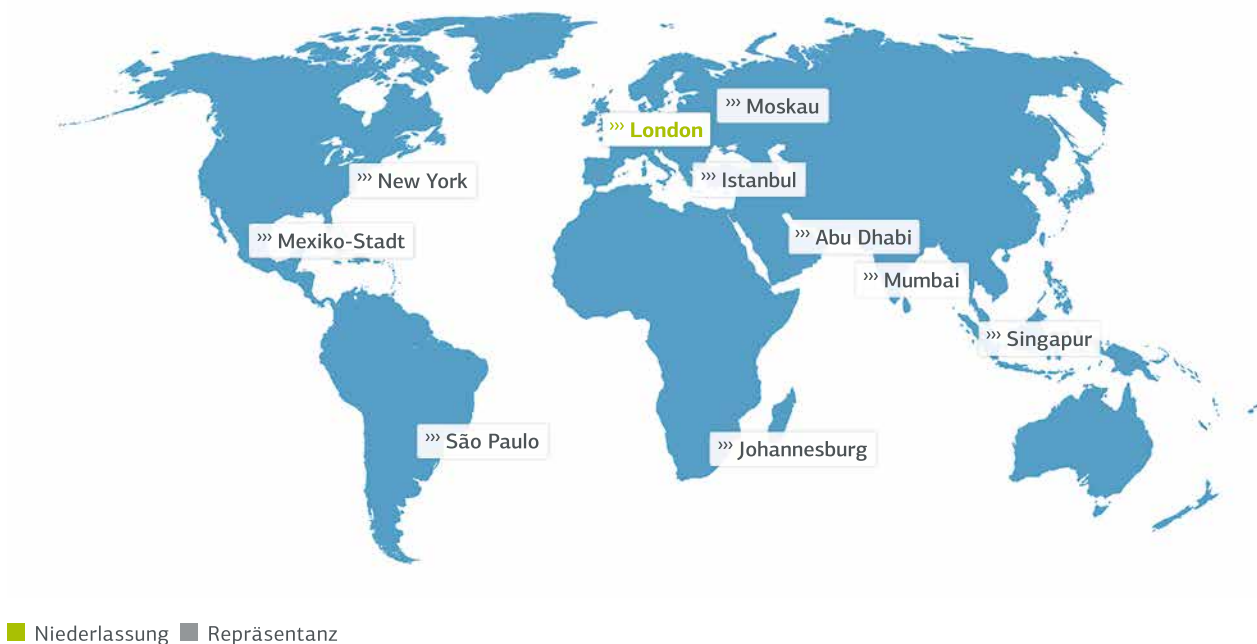 ››› Moskau
››› London
››› New York
››› Istanbul
››› Mexiko-Stadt
››› Abu Dhabi
››› Mumbai
››› Singapur
››› São Paulo
››› Johannesburg
Niederlassung Repräsentanz